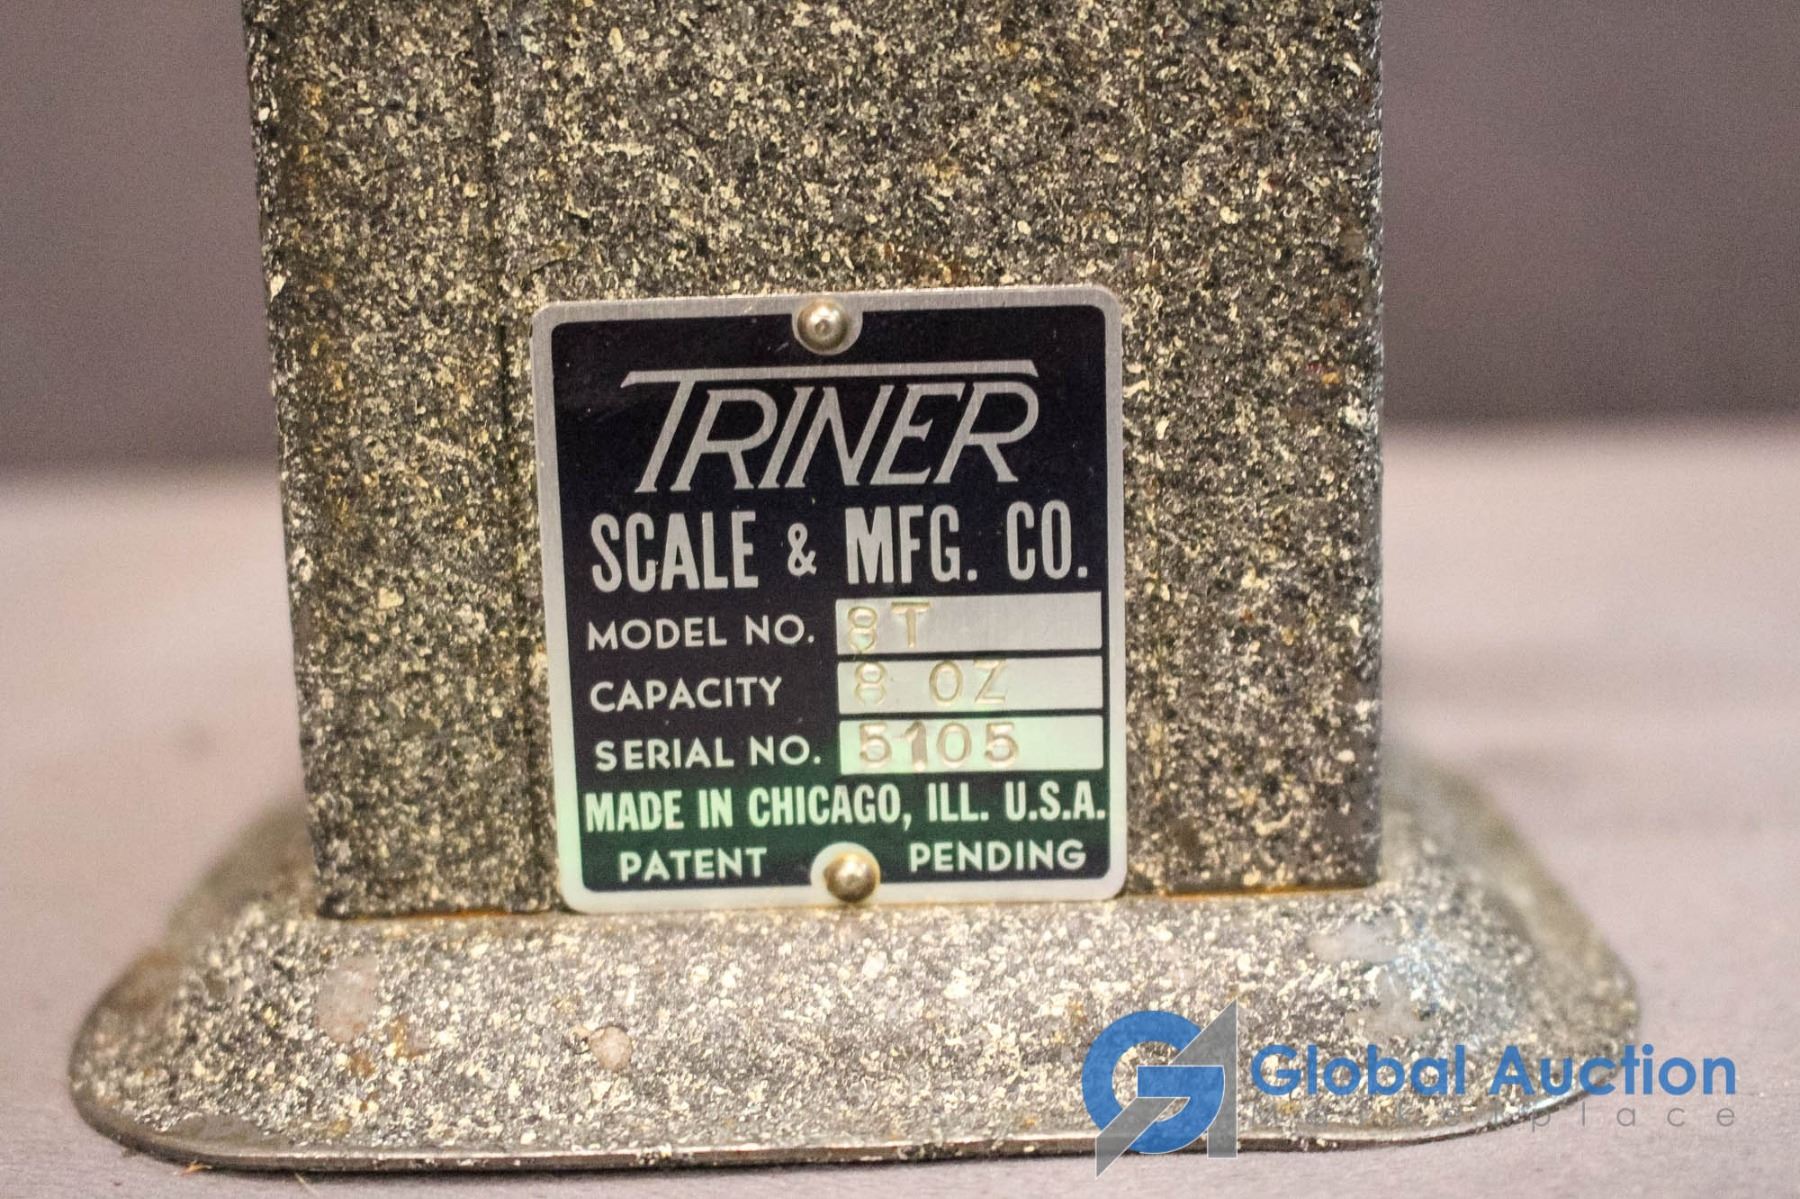 TRINER
SCALE & MFG. CO.
MODEL NO. 8T
CAPACITY 8 OZ
SERIAL NO. 5105
MADE IN CHICAGO, ILL. U.S.A.
PATENT PENDING
Global Auction
Marketplace